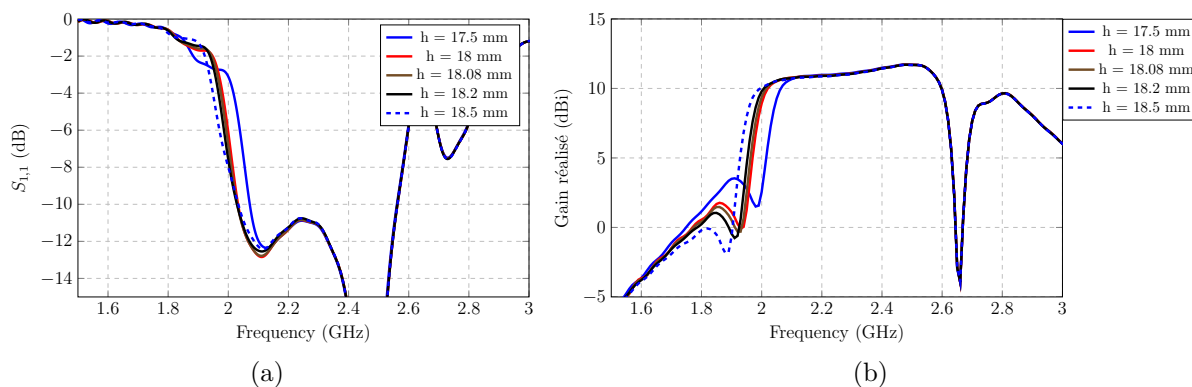 0
−2
−4
−6
−8
−10
−12
−14
1.6
1.8
2
2.2
2.4
2.6
2.8
3
Frequency (GHz)
S1,1 (dB)
h = 17.5 mm
h = 18 mm
h = 18.08 mm
h = 18.2 mm
h = 18.5 mm
(a)
15
10
5
0
−5
1.6
1.8
2
2.2
2.4
2.6
2.8
3
Frequency (GHz)
Gain réalisé (dBi)
h = 17.5 mm
h = 18 mm
h = 18.08 mm
h = 18.2 mm
h = 18.5 mm
(b)